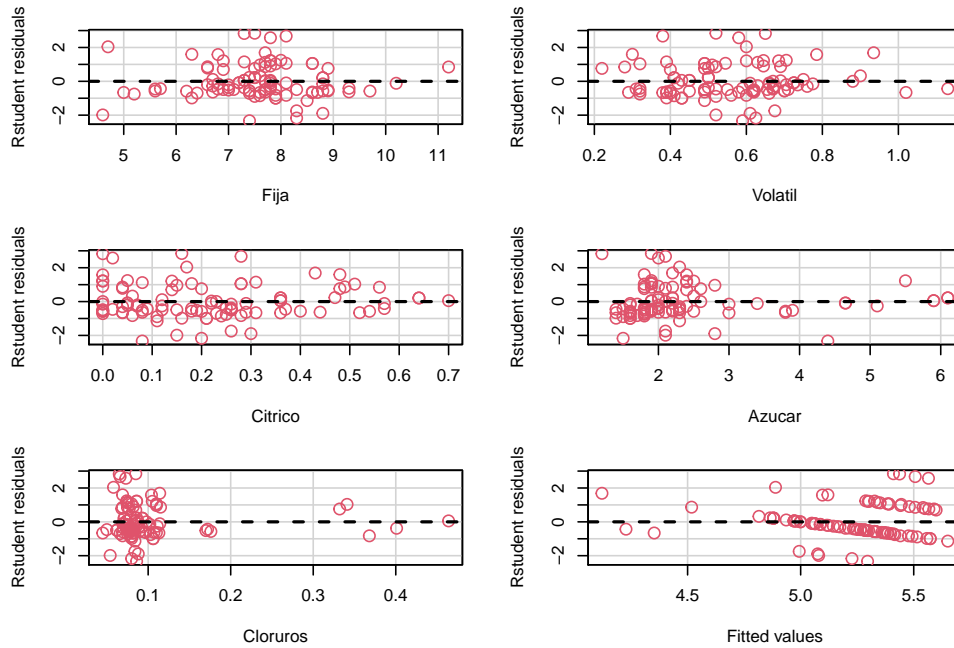 Rstudent residuals
−2 0 2
5 6 7 8 9 10 11
Fija
Rstudent residuals
−2 0 2
0.2 0.4 0.6 0.8 1.0
Volatil
Rstudent residuals
−2 0 2
0.0 0.1 0.2 0.3 0.4 0.5 0.6 0.7
Citrico
Rstudent residuals
−2 0 2
2 3 4 5 6
Azucar
Rstudent residuals
−2 0 2
0.1 0.2 0.3 0.4
Cloruros
Rstudent residuals
−2 0 2
4.5 5.0 5.5
Fitted values